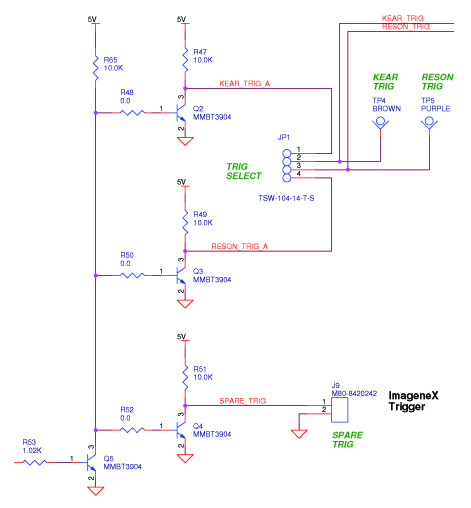 KEAR_TRIG
RESON_TRIG
5V
5V
R65
10.0K
R47
10.0K
KEAR_TRIG_A
R48
0.0
3
1
Q2
MMBT3904
2
KEAR
TRIG
TP4
BROWN
RESON
TRIG
TP5
PURPLE
JP1
1
2
3
4
TRIG
SELECT
TSW-104-14-T-S
5V
R49
10.0K
RESON_TRIG_A
R50
0.0
3
1
Q3
MMBT3904
2
5V
R51
10.0K
SPARE_TRIG
J9
M80-8420242
1
2
ImageneX
Trigger
SPARE
TRIG
R52
0.0
3
1
Q4
MMBT3904
2
R53
1.02K
3
1
Q5
MMBT3904
2